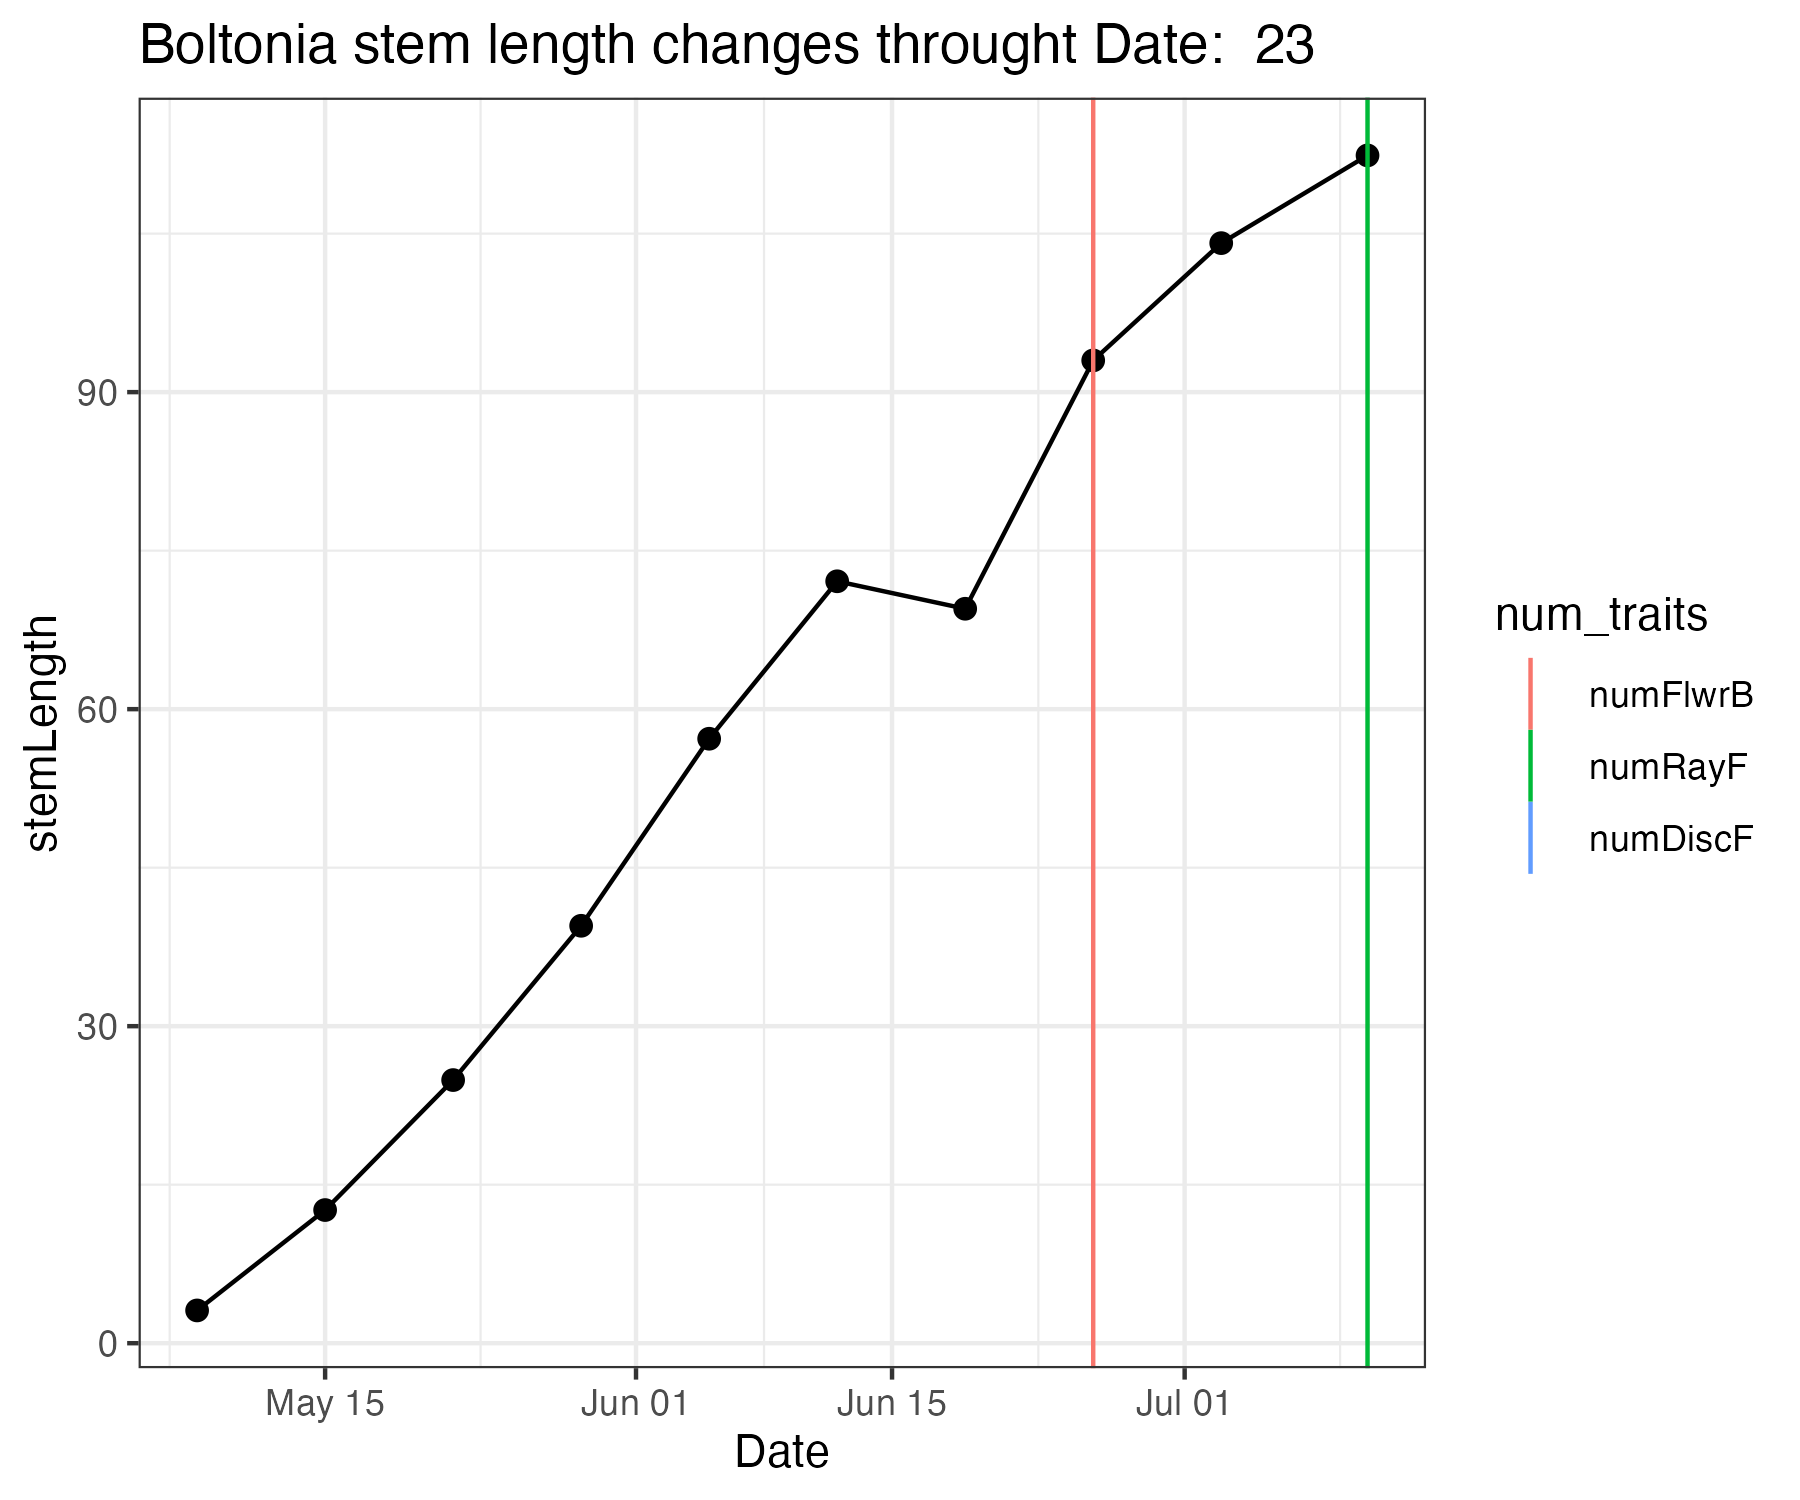 Boltonia stem length changes throught Date:  23
stemLength
90
60
30
0
May 15
Jun 01
Jun 15
Jul 01
Date
num_traits
numFlwrB
numRayF
numDiscF